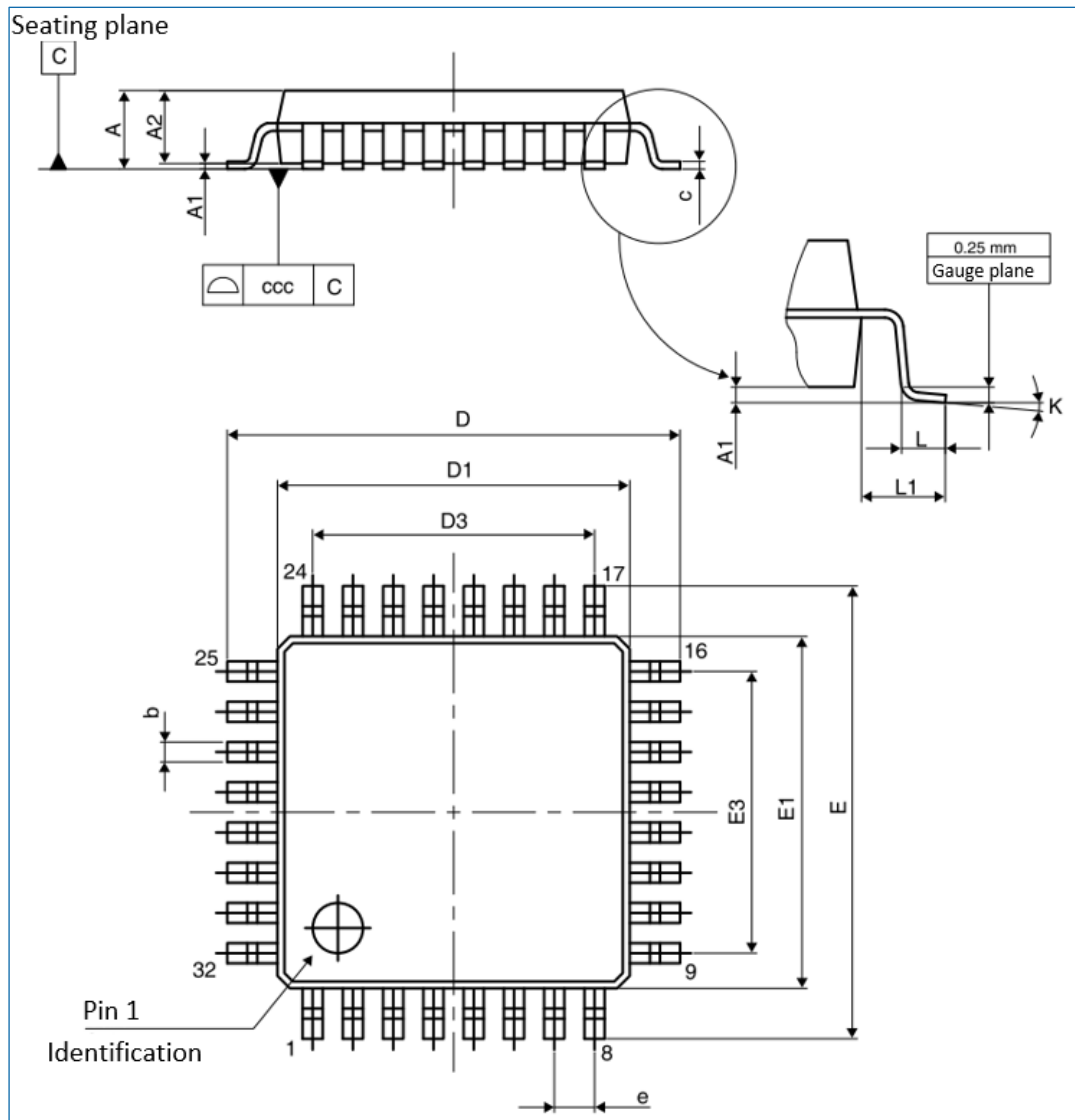 Seating plane
C
A
A2
A1
c
ccc
C
0.25 mm
Gauge plane
K
A1
L
L1
D
D1
D3
24
17
25
16
b
E3
E1
E
32
9
Pin 1
Identification
1
8
e